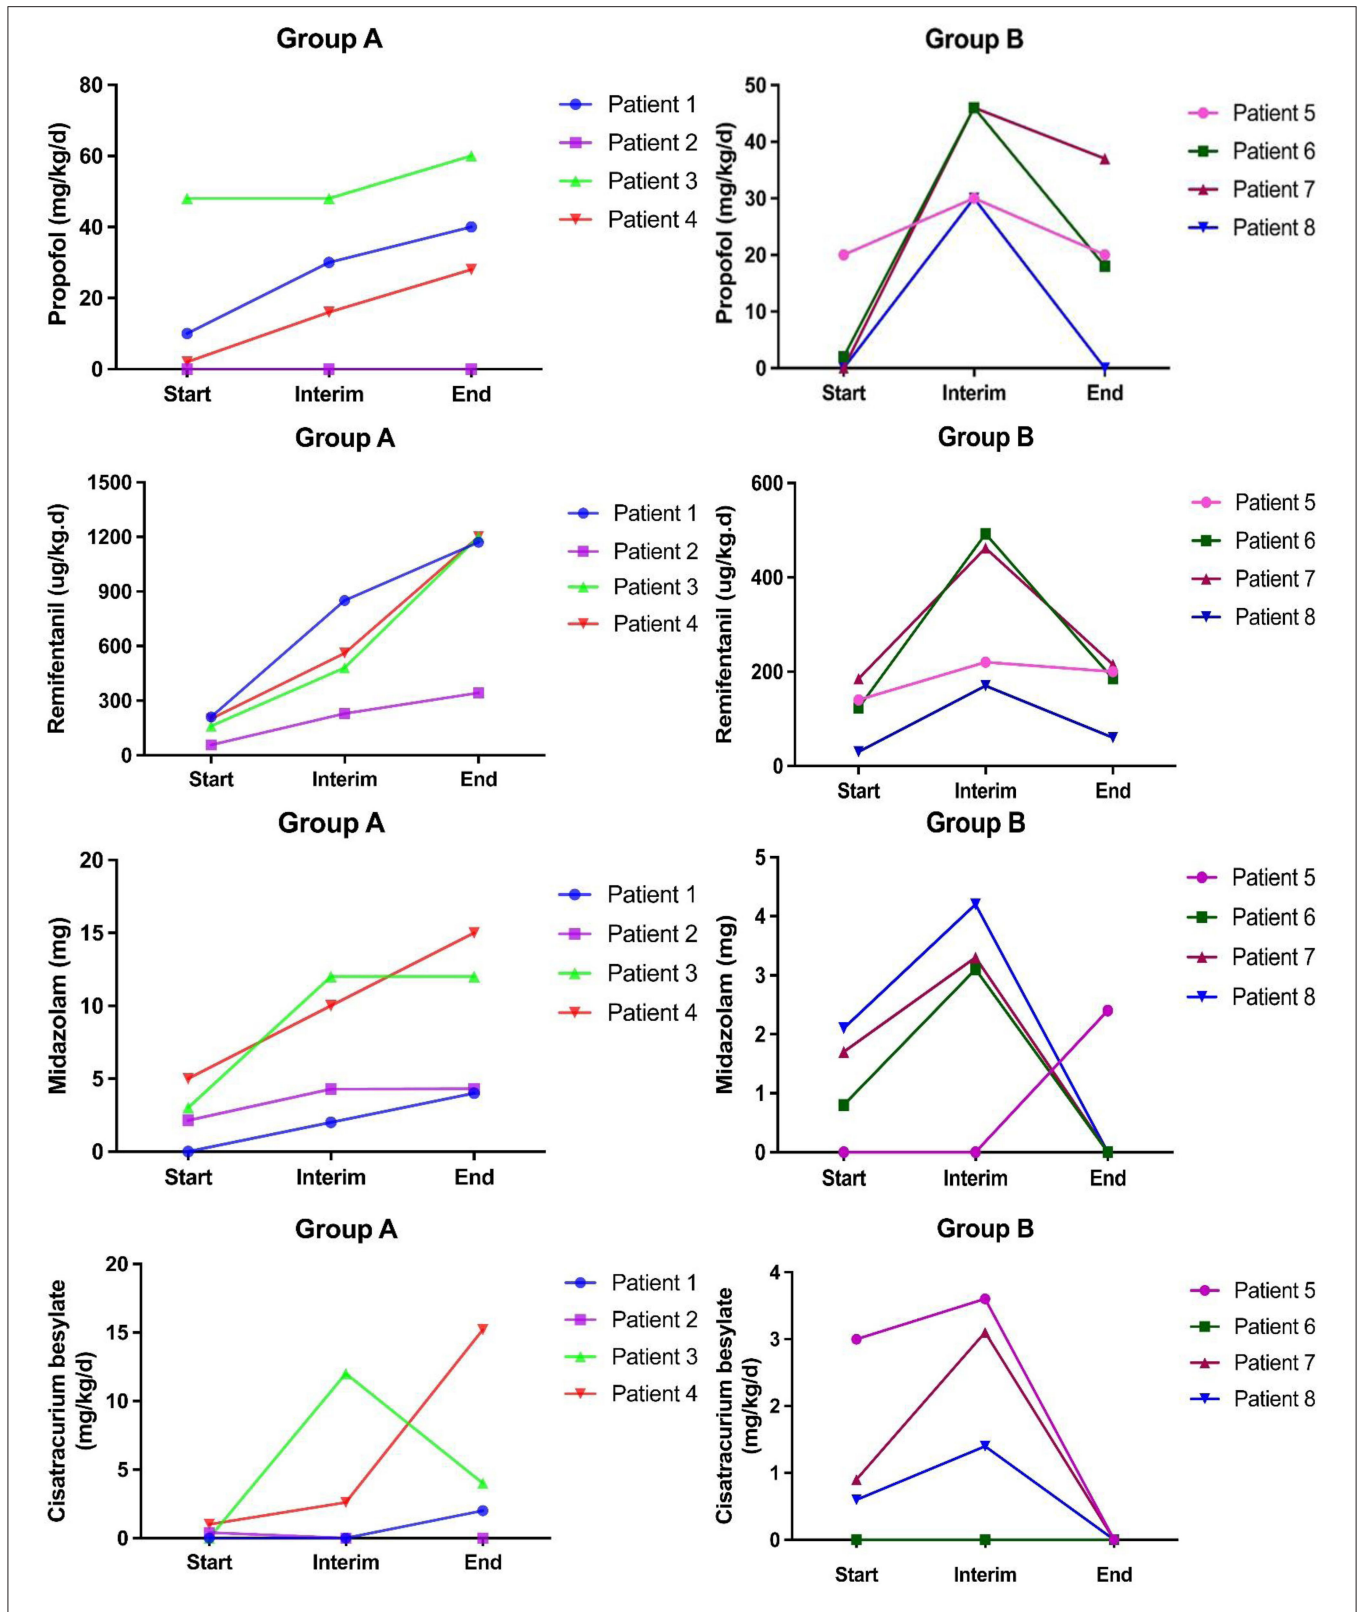 Group A
Propofol (mg/kg/d)
80
60
40
20
0
Start Interim End
Patient 1
Patient 2
Patient 3
Patient 4
Group B
Propofol (mg/kg/d)
50
40
30
20
10
0
Start Interim End
Patient 5
Patient 6
Patient 7
Patient 8
Group A
Remifentanil (ug/kg.d)
1500
1200
900
600
300
0
Start Interim End
Patient 1
Patient 2
Patient 3
Patient 4
Group B
Remifentanil (ug/kg.d)
600
400
200
0
Start Interim End
Patient 5
Patient 6
Patient 7
Patient 8
Group A
Midazolam (mg)
20
15
10
5
0
Start Interim End
Patient 1
Patient 2
Patient 3
Patient 4
Group B
Midazolam (mg)
5
4
3
2
1
0
Start Interim End
Patient 5
Patient 6
Patient 7
Patient 8
Group A
Cisatracurium besylate
(mg/kg/d)
20
15
10
5
0
Start Interim End
Patient 1
Patient 2
Patient 3
Patient 4
Group B
Cisatracurium besylate
(mg/kg/d)
4
3
2
1
0
Start Interim End
Patient 5
Patient 6
Patient 7
Patient 8